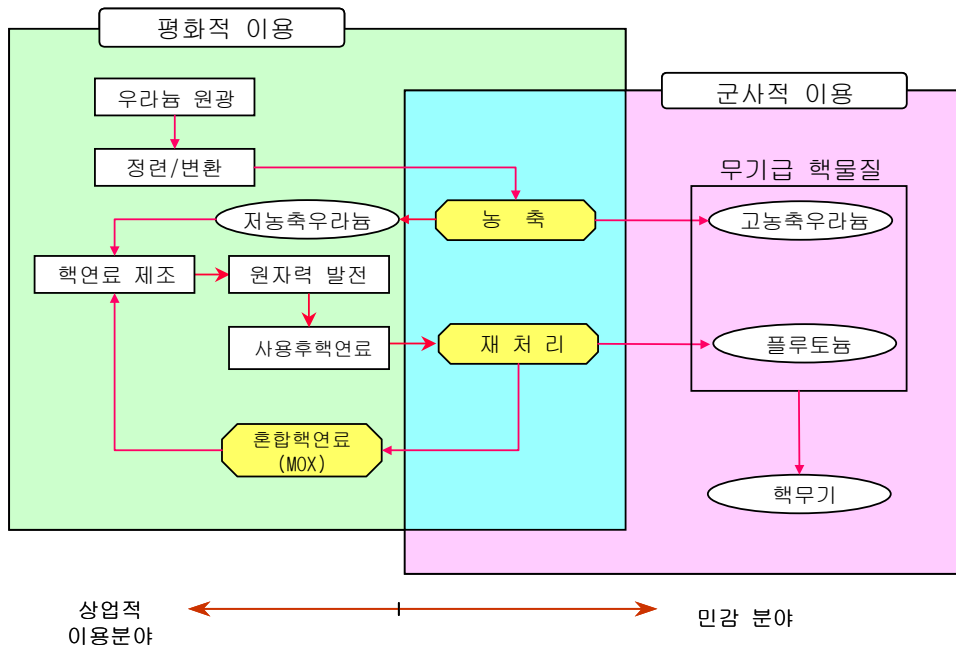 평화적 이용
군사적 이용
우라늄 원광
정련/변환
무기급 핵물질
저농축우라늄
농 축
고농축우라늄
핵연료 제조
원자력 발전
사용후핵연료
재 처 리
플루토늄
혼합핵연료
(MOX)
핵무기
상업적
이용분야
민감 분야